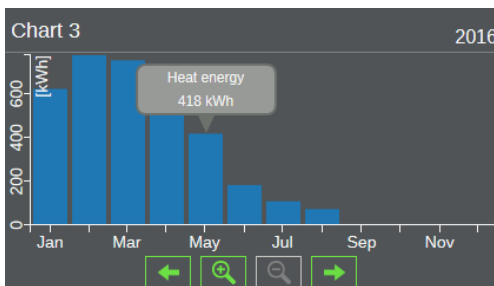 Chart 3
2016
[kWh]
Heat energy
418 kWh
600
400
200
0
Jan Mar May Jul Sep Nov